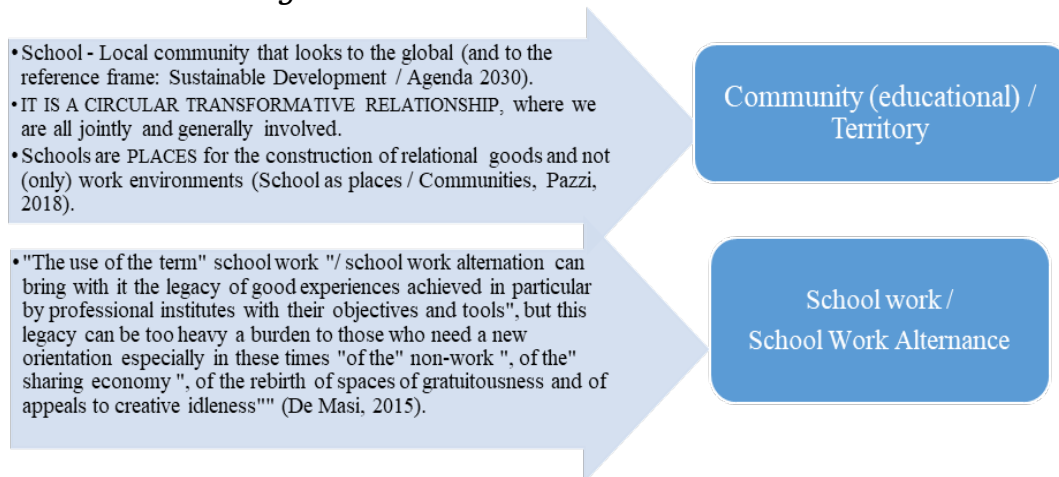 • School - Local community that looks to the global (and to the
reference frame: Sustainable Development / Agenda 2030).
• IT IS A CIRCULAR TRANSFORMATIVE RELATIONSHIP, where we
are all jointly and generally involved.
• Schools are PLACES for the construction of relational goods and not
(only) work environments (School as places / Communities, Pazzi,
2018).
Community (educational) /
Territory
• "The use of the term" school work "/ school work alternation can
bring with it the legacy of good experiences achieved in particular
by professional institutes with their objectives and tools", but this
legacy can be too heavy a burden to those who need a new
orientation especially in these times "of the" non-work ", of the"
sharing economy ", of the rebirth of spaces of gratuitousness and of
appeals to creative idleness"" (De Masi, 2015).
School work /
School Work Alternance